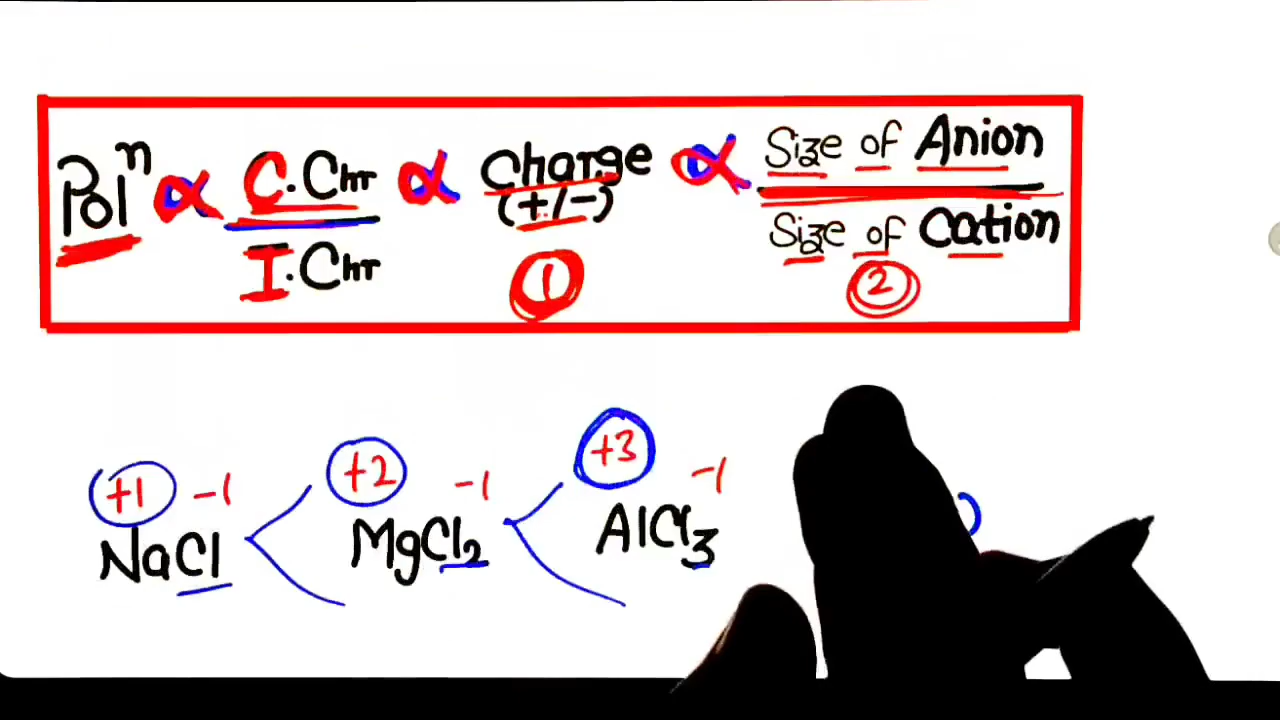 Polⁿ ∝ C.Chr / I.Chr ∝ Charge (+/-) ∝ Size of Anion / Size of Cation
1 2
+1 -1 +2 -1 +3 -1
NaCl < MgCl2 < AlCl3